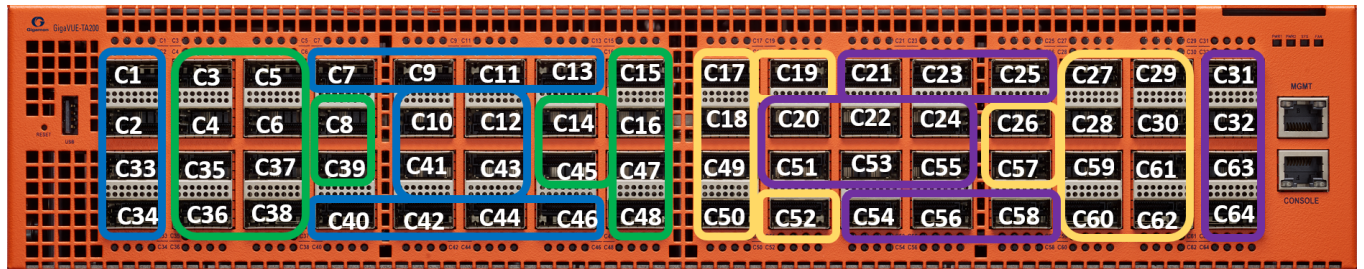 Gigamon GigaVUE-TA200
C1 C3 C5 C7 C9 C11 C13 C15 C17 C19 C21 C23 C25 C27 C29 C31
C2 C4 C6 C8 C10 C12 C14 C16 C18 C20 C22 C24 C26 C28 C30 C32
C33 C35 C37 C39 C41 C43 C45 C47 C49 C51 C53 C55 C57 C59 C61 C63
C34 C36 C38 C40 C42 C44 C46 C48 C50 C52 C54 C56 C58 C60 C62 C64
RESET
USB
MGMT
CONSOLE